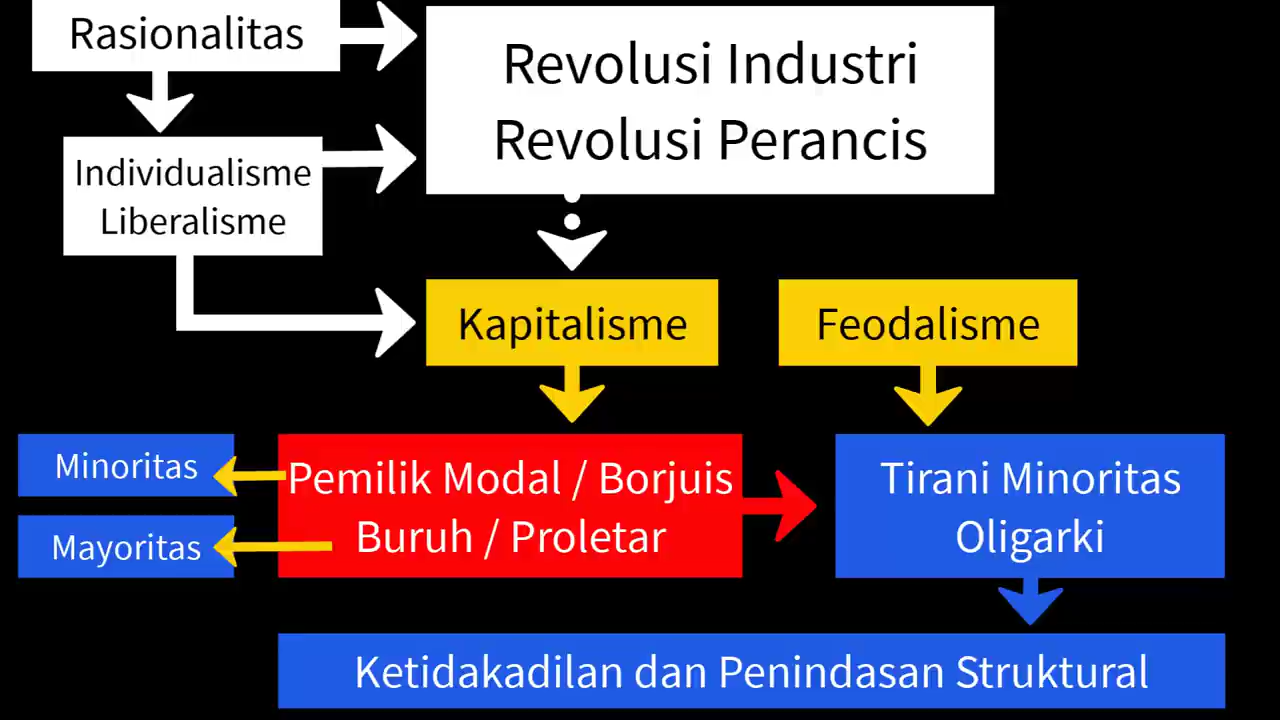 Rasionalitas
Revolusi Industri
Revolusi Perancis
Individualisme
Liberalisme
Kapitalisme
Feodalisme
Minoritas
Mayoritas
Pemilik Modal / Borjuis
Buruh / Proletar
Tirani Minoritas
Oligarki
Ketidakadilan dan Penindasan Struktural